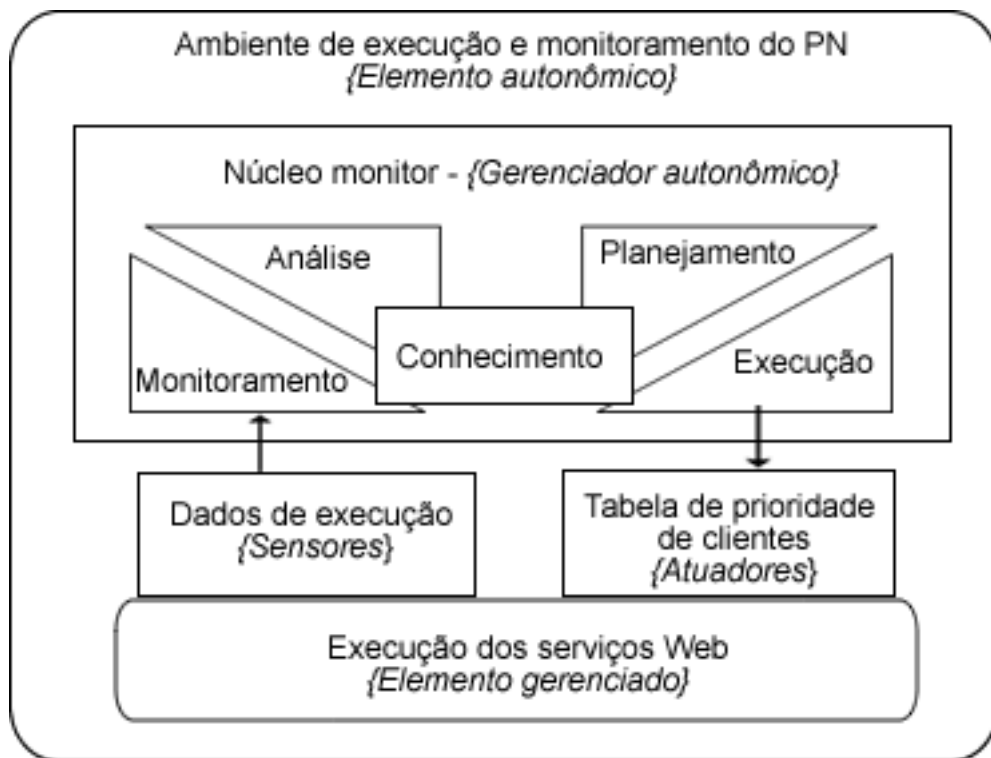 Ambiente de execução e monitoramento do PN
{Elemento autonômico}
Núcleo monitor - {Gerenciador autonômico}
Análise
Planejamento
Conhecimento
Monitoramento
Execução
Dados de execução
{Sensores}
Tabela de prioridade
de clientes
{Atuadores}
Execução dos serviços Web
{Elemento gerenciado}